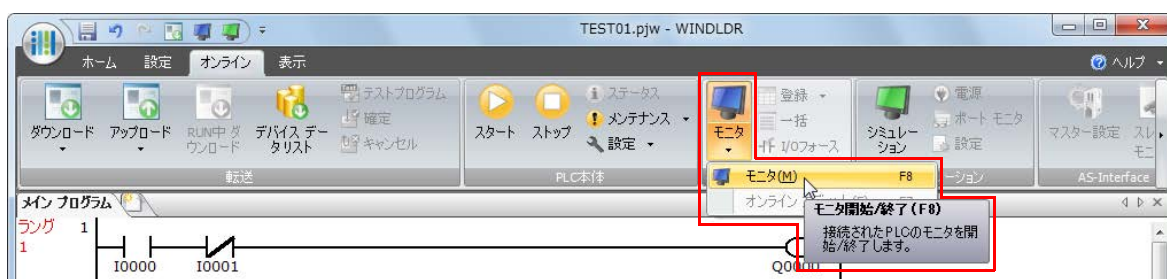 TEST01.pjw - WINDLDR
ホーム 設定 オンライン 表示 ヘルプ
ダウンロード アップロード RUN中 ダウンロード デバイス データリスト
テストプログラム
確定
キャンセル
転送
スタート ストップ
ステータス
メンテナンス
設定
PLC本体
モニタ
登録
一括
I/Oフォース
シミュレーション
電源
ポート モニタ
設定
ーション
マスター設定
AS-Interface
モニタ(M) F8
オンライン
モニタ開始/終了(F8)
接続されたPLCのモニタを開
始/終了します。
メイン プログラム
ラング 1
1
I0000 I0001 Q0000